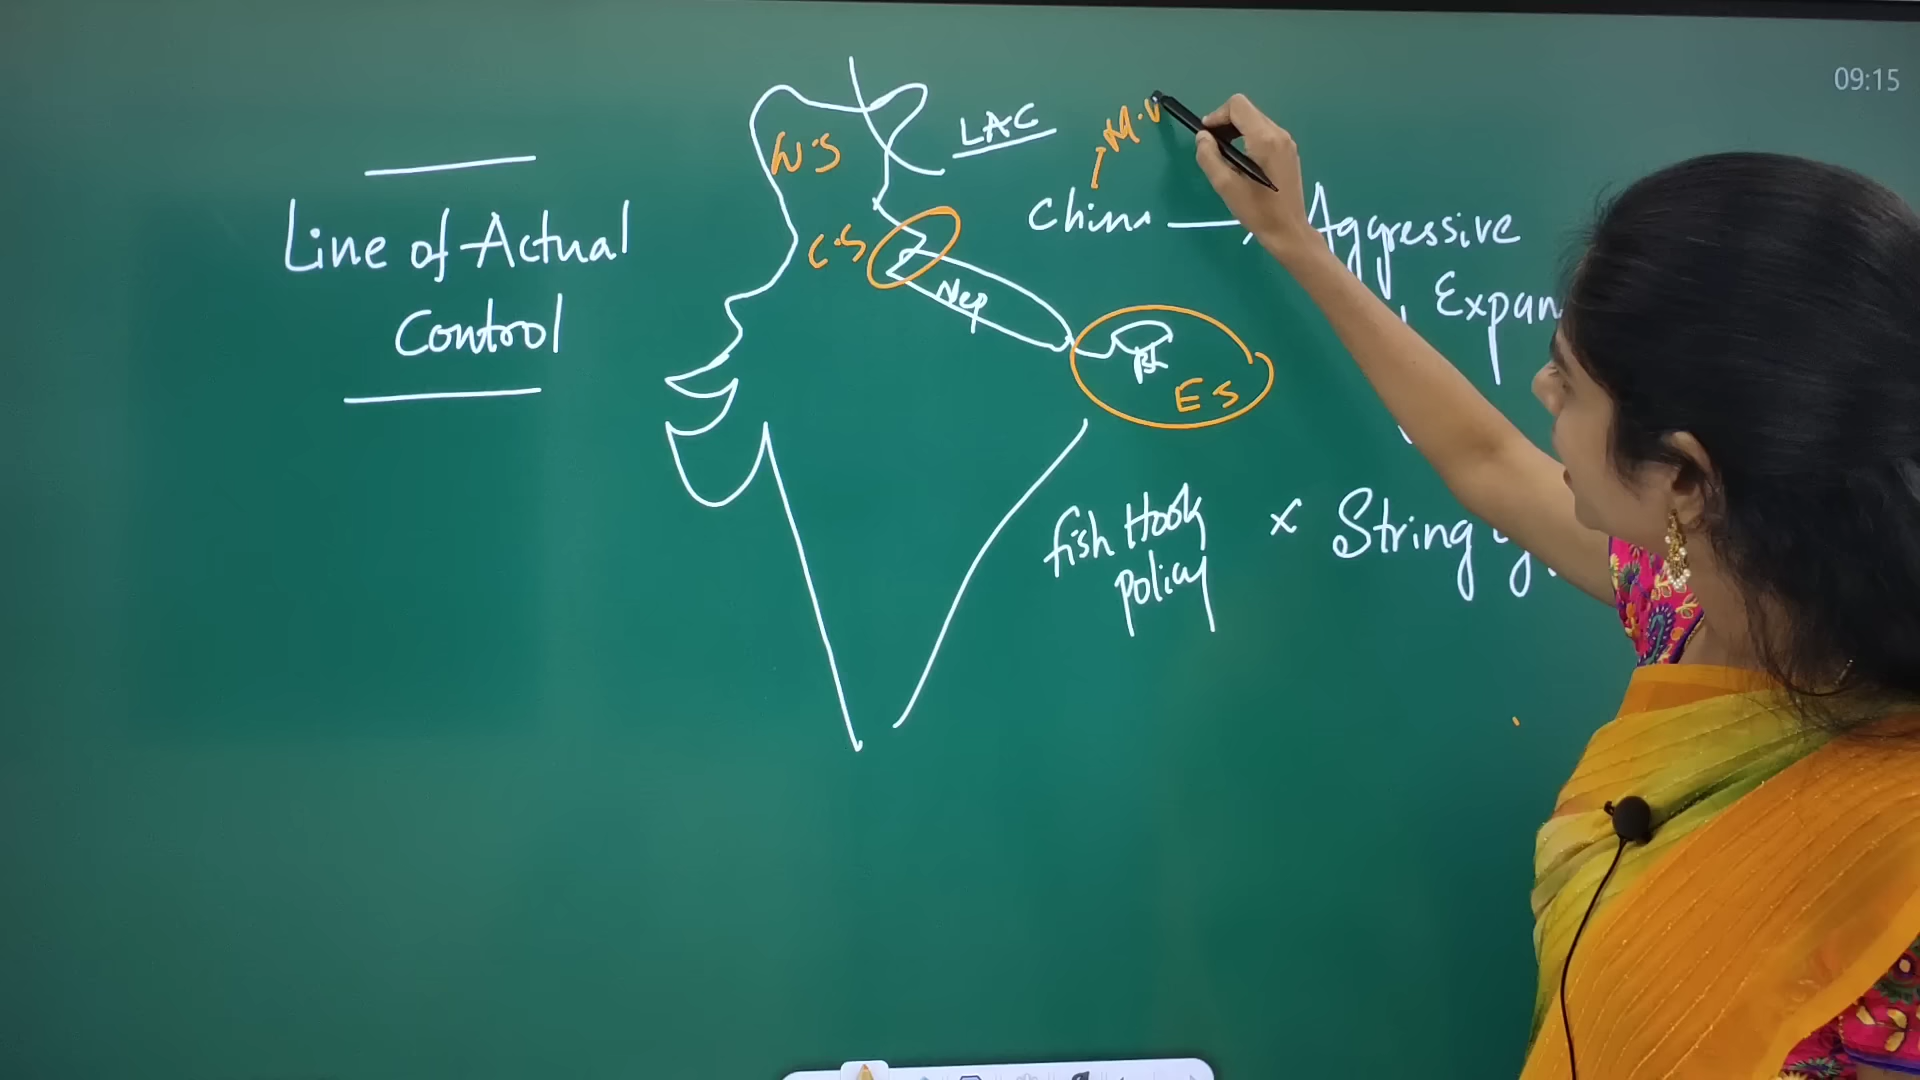 09:15
LAC
W.S
M.
China
Line of Actual
Control
Aggressive
C.S
Nep
Expan
E-S
fish Hook
policy
x String